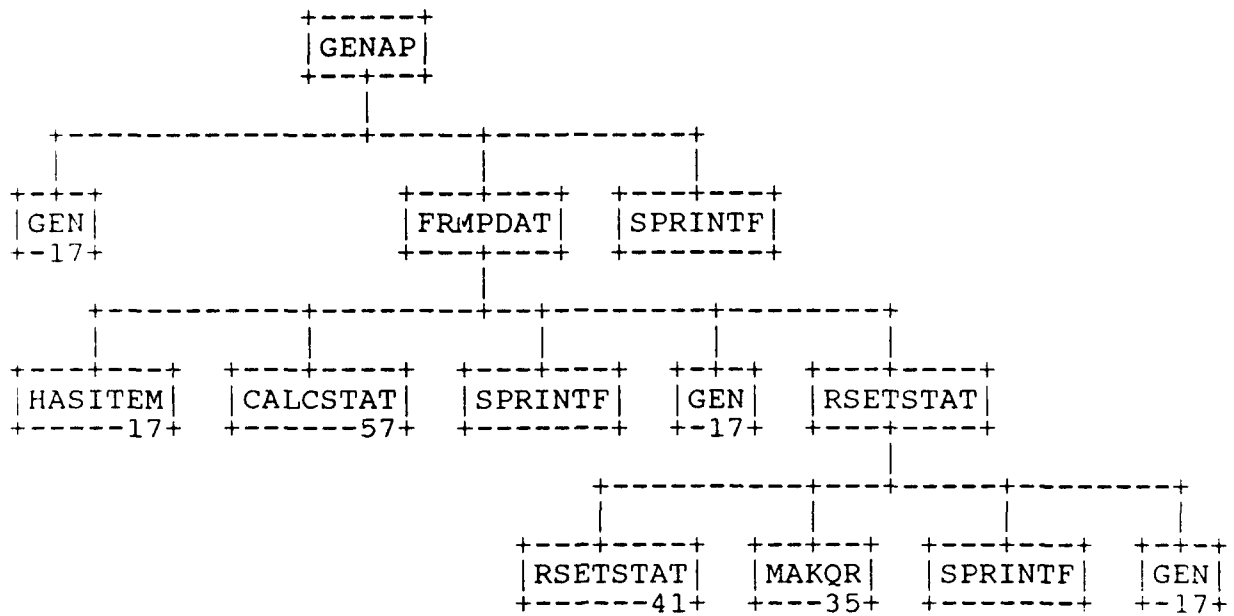 GENAP
GEN FRMPDAT SPRINTF
17
HASITEM CALCSTAT SPRINTF GEN RSETSTAT
17 57 17
RSETSTAT MAKQR SPRINTF GEN
41 35 17